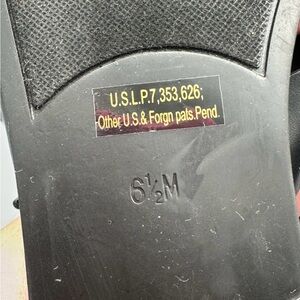 U.S.L.P.7,353,626;
Other U.S.& Forgn pats.Pend.
6½M